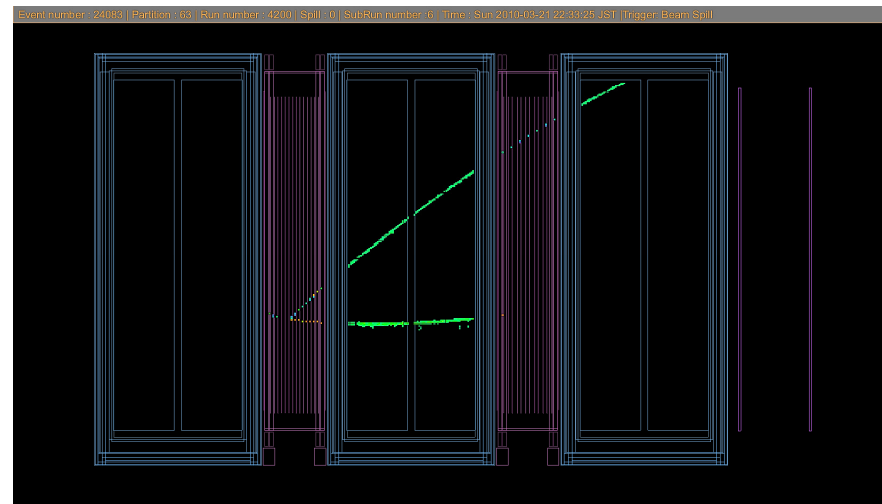 Event number : 24083 | Partition : 63 | Run number : 4200 | Spill : 0 | SubRun number :6 | Time : Sun 2010-03-21 22:33:25 JST |Trigger: Beam Spill